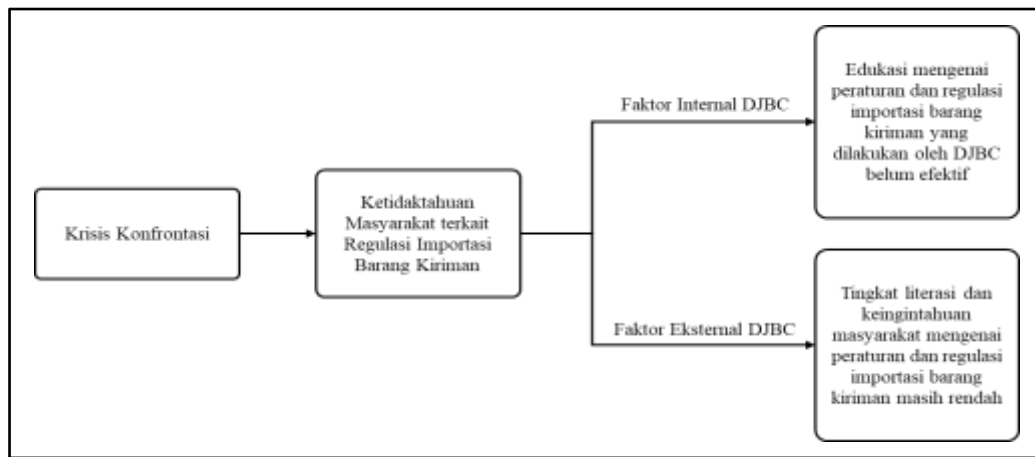 Krisis Konfrontasi
Ketidaktahuan
Masyarakat terkait
Regulasi Importasi
Barang Kiriman
Faktor Internal DJBC
Edukasi mengenai
peraturan dan regulasi
importasi barang
kiriman yang
dilakukan oleh DJBC
belum efektif
Faktor Eksternal DJBC
Tingkat literasi dan
keingintahuan
masyarakat mengenai
peraturan dan regulasi
importasi barang
kiriman masih rendah